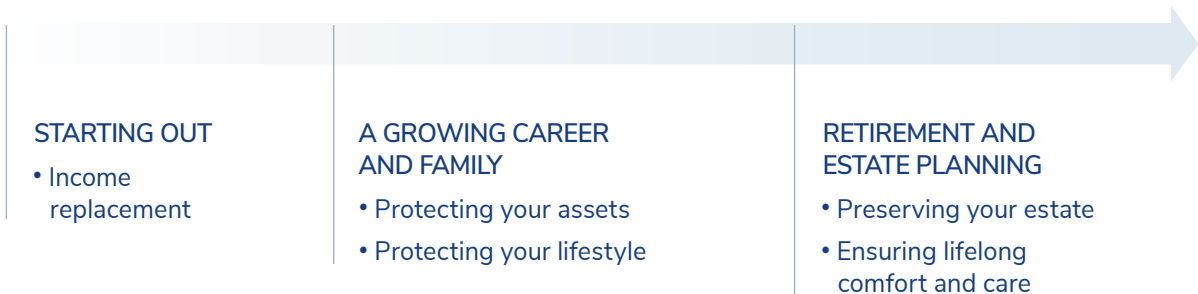 STARTING OUT
• Income
replacement
A GROWING CAREER
AND FAMILY
• Protecting your assets
• Protecting your lifestyle
RETIREMENT AND
ESTATE PLANNING
• Preserving your estate
• Ensuring lifelong
comfort and care